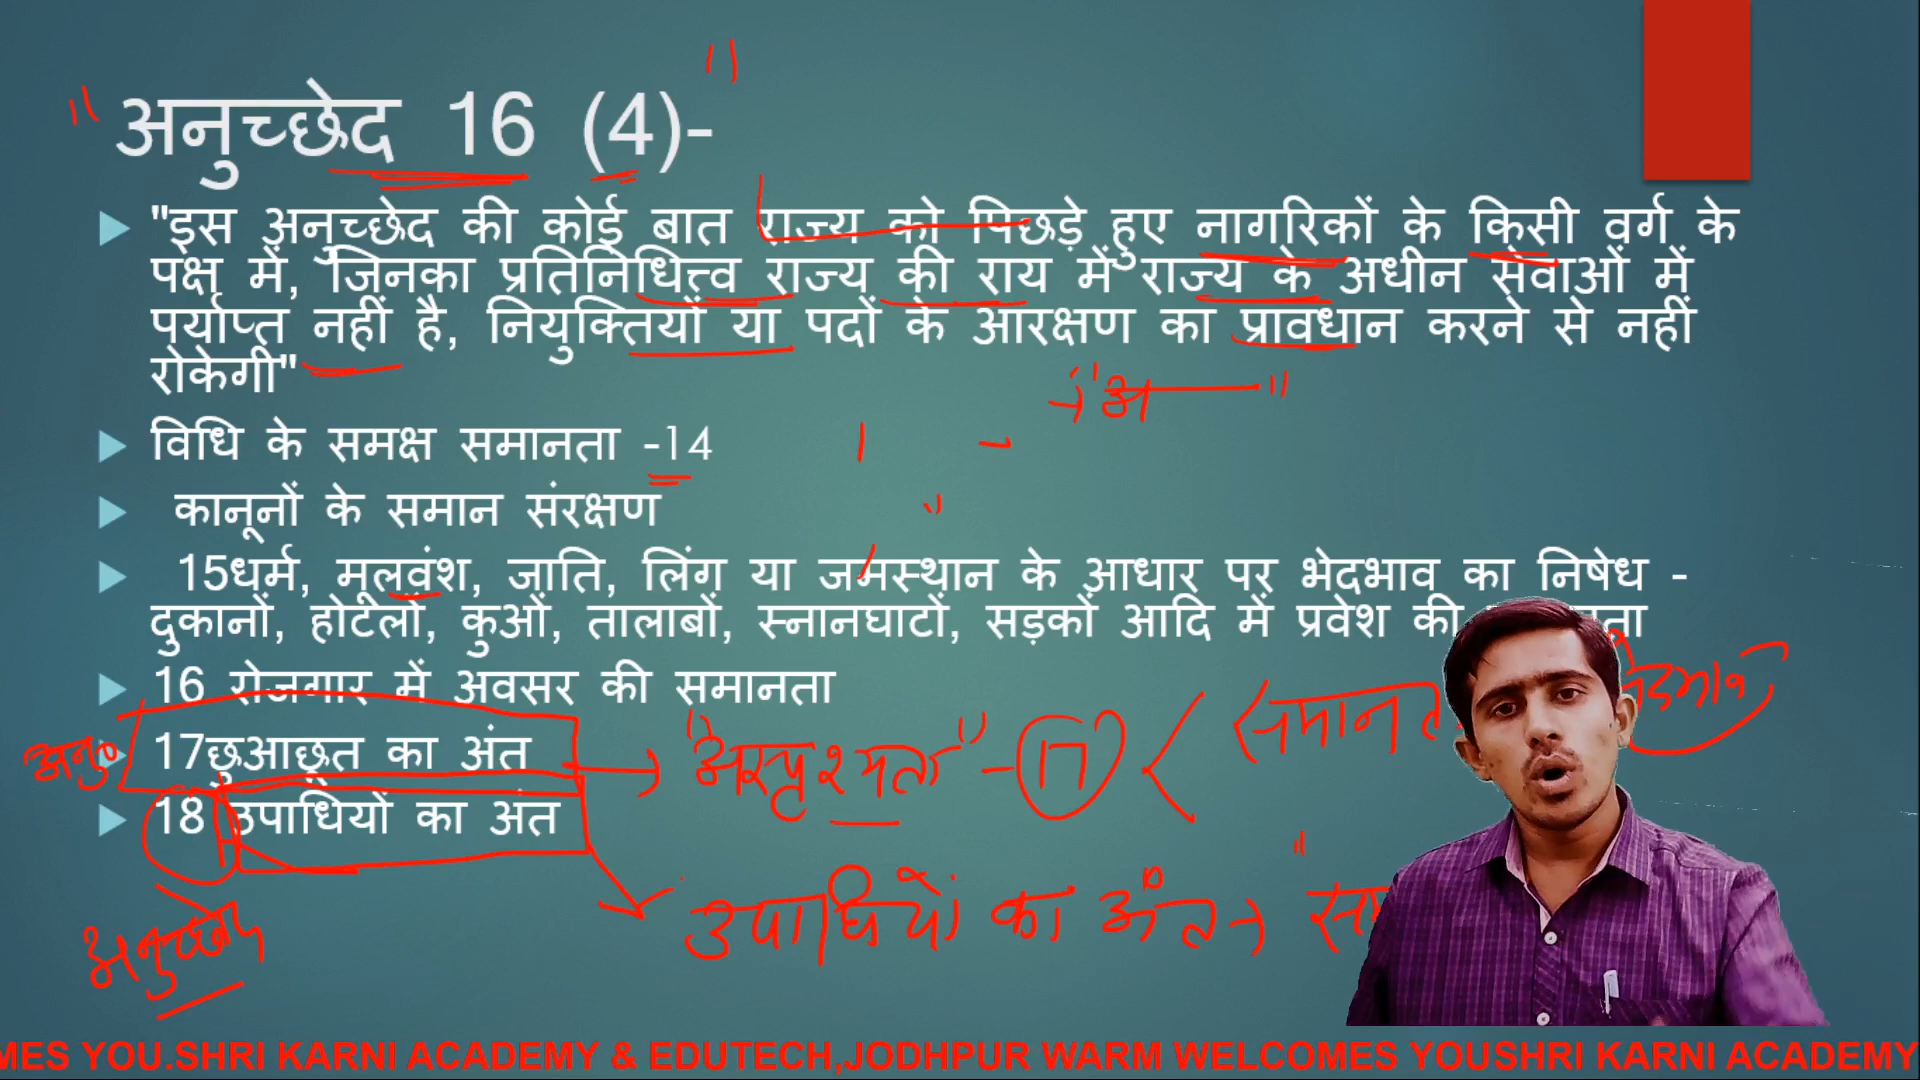 अनुच्छेद 16 (4)-
"इस अनुच्छेद की कोई बात राज्य को पिछड़े हुए नागरिकों के किसी वर्ग के
पक्ष में, जिनका प्रतिनिधित्त्व राज्य की राय में राज्य के अधीन सेवाओं में
पर्याप्त नहीं है, नियुक्तियों या पदों के आरक्षण का प्रावधान करने से नहीं
रोकेगी"
"अ "
विधि के समक्ष समानता -14
कानूनों के समान संरक्षण
15धर्म, मूलवंश, जाति, लिंग या जमस्थान के आधार पर भेदभाव का निषेध -
दुकानों, होटलों, कुओं, तालाबों, स्नानघाटों, सड़कों आदि में प्रवेश की
16 रोजगार में अवसर की समानता
अनु० 17छुआछूत का अंत "अस्पृश्यता" - 17
18 उपाधियों का अंत
उपाधियों का अंत
अनुच्छेद
MES YOU.SHRI KARNI ACADEMY & EDUTECH,JODHPUR WARM WELCOMES YOUSHRI KARNI ACADEMY